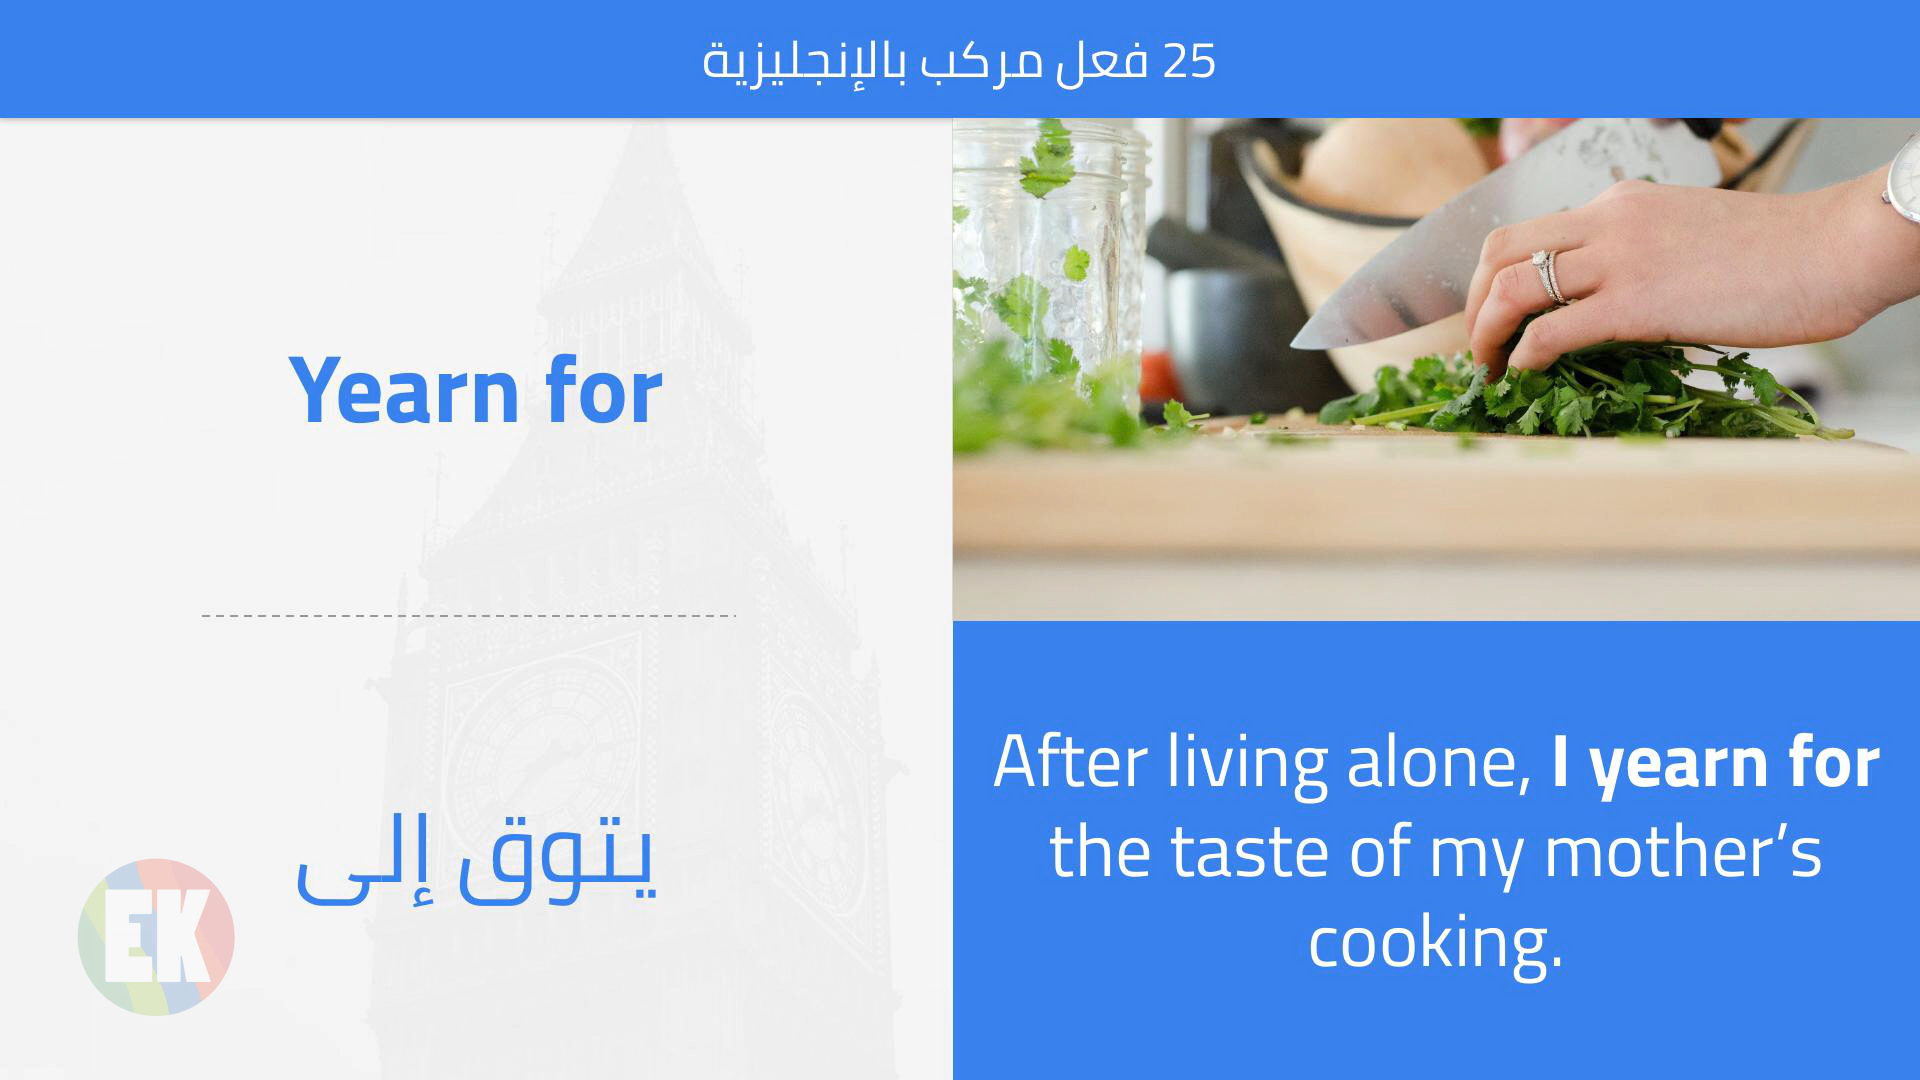 25 فعل مركب بالإنجليزية
Yearn for
يتوق إلى
EK
After living alone, I yearn for
the taste of my mother’s
cooking.